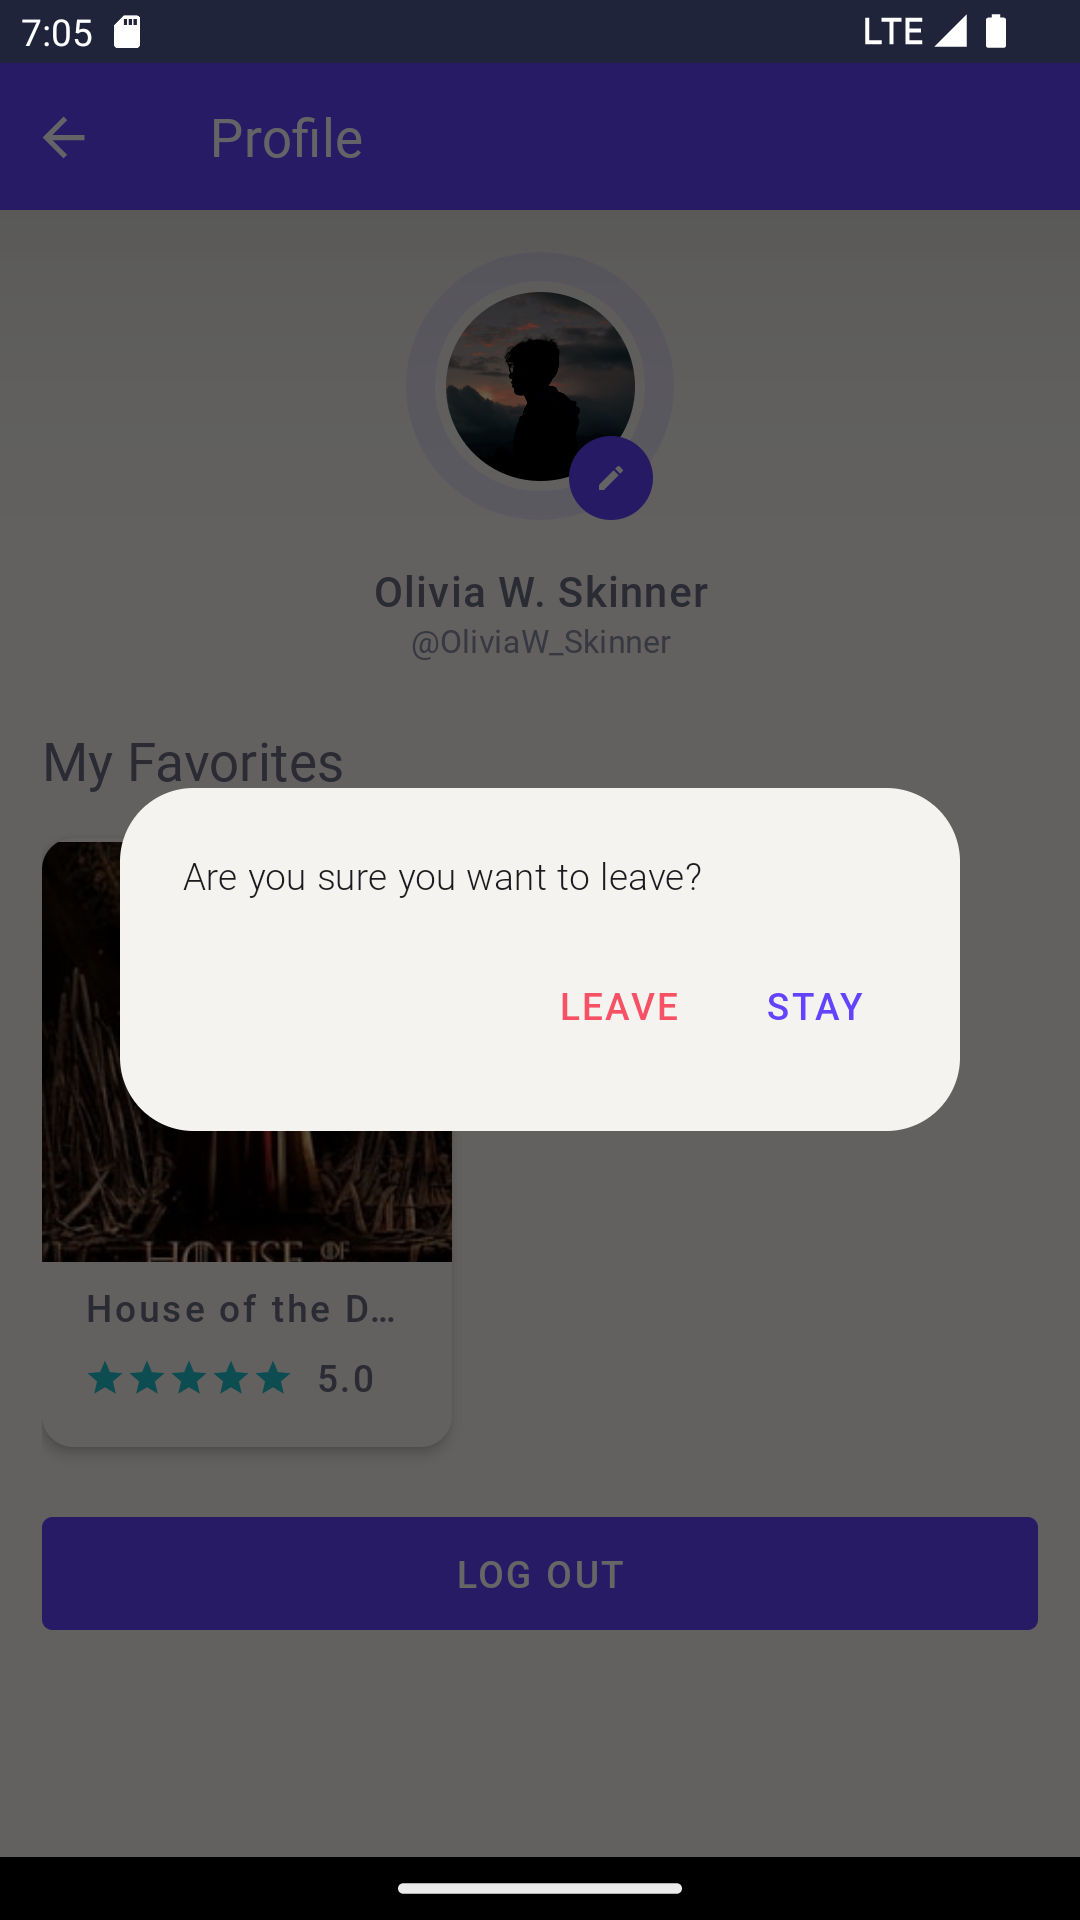 7:05 LTE
Profile
Olivia W. Skinner
@OliviaW_Skinner
My Favorites
Are you sure you want to leave?
LEAVE STAY
HOUSE OF
House of the D...
5.0
LOG OUT